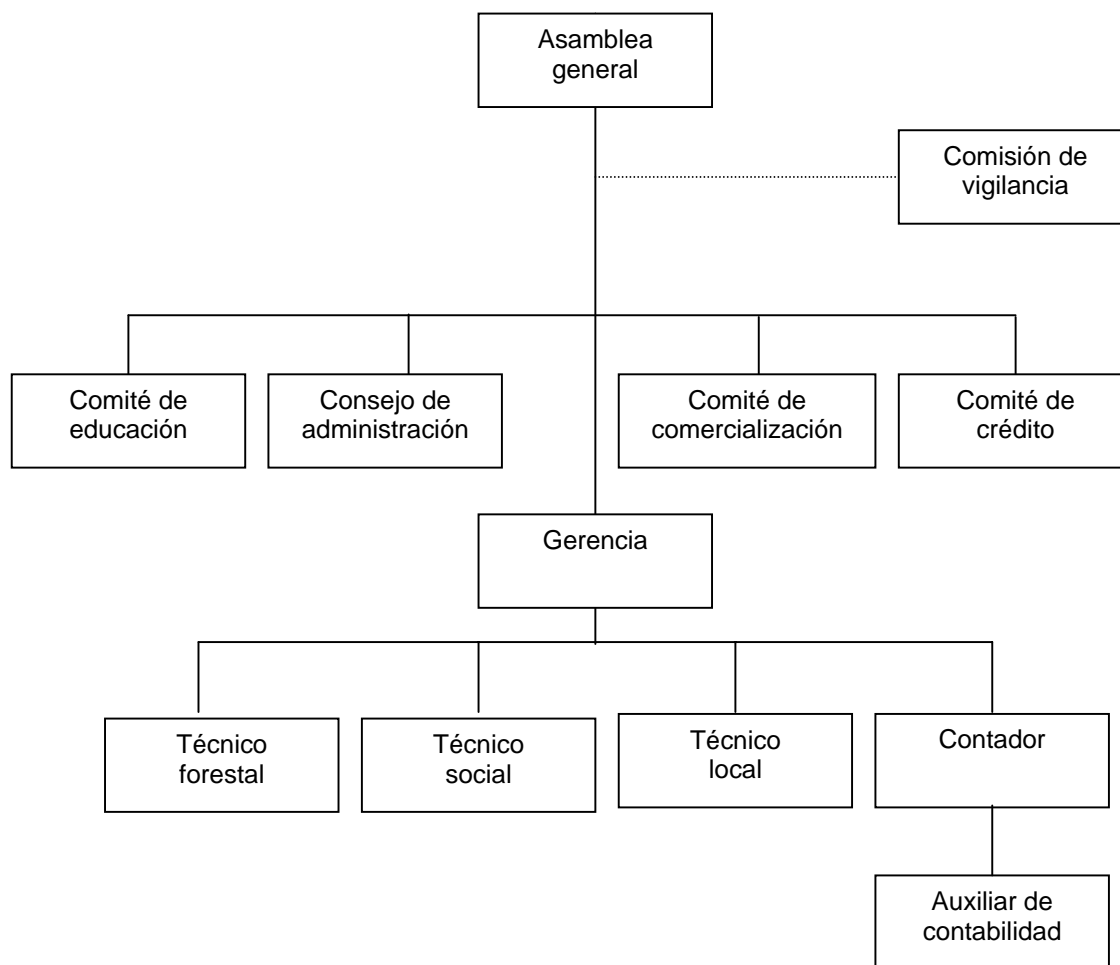 Asamblea
general
Comisión de
vigilancia
Comité de
educación
Consejo de
administración
Comité de
comercialización
Comité de
crédito
Gerencia
Técnico
forestal
Técnico
social
Técnico
local
Contador
Auxiliar de
contabilidad